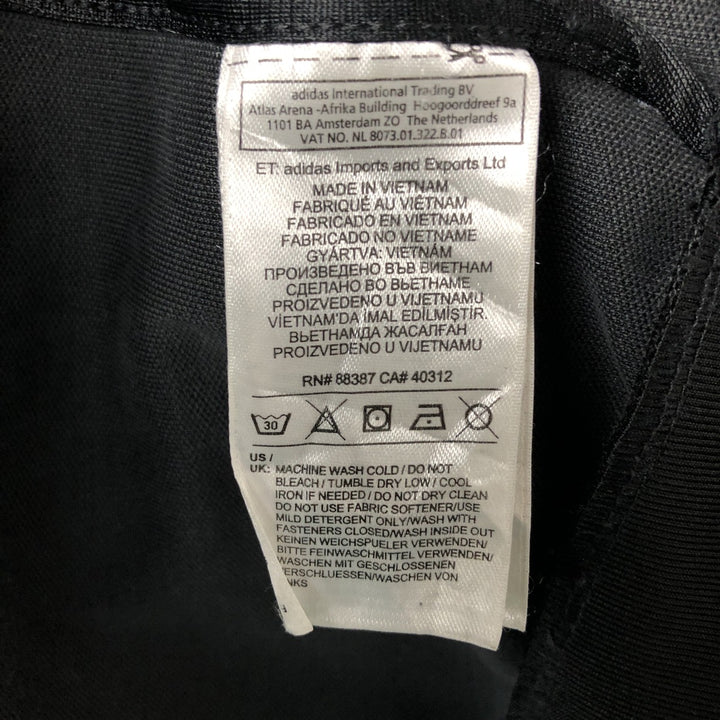 adidas International Trading BV
Atlas Arena -Afrika Building Hoogoorddreef 9a
1101 BA Amsterdam ZO The Netherlands
VAT NO. NL 8073.01.322.B.01
ET: adidas Imports and Exports Ltd
MADE IN VIETNAM
FABRIQUÉ AU VIÊTNAM
FABRICADO EN VIETNAM
FABRICADO NO VIETNAME
GYÁRTVA: VIETNÁM
ПРОИЗВЕДЕНО ВЪВ ВИЕТНАМ
СДЕЛАНО ВО ВЬЕТНАМЕ
PROIZVEDENO U VIJETNAMU
VİETNAM'DA İMAL EDİLMİŞTİR
ВЬЕТНАМДА ЖАСАЛҒАН
PROIZVEDENO U VIJETNAMU
RN# 88387 CA# 40312
30
US /
UK: MACHINE WASH COLD / DO NOT
BLEACH / TUMBLE DRY LOW / COOL
IRON IF NEEDED / DO NOT DRY CLEAN
DO NOT USE FABRIC SOFTENER/USE
MILD DETERGENT ONLY/WASH WITH
FASTENERS CLOSED/WASH INSIDE OUT
KEINEN WEICHSPUELER VERWENDEN/
BITTE FEINWASCHMITTEL VERWENDEN/
WASCHEN MIT GESCHLOSSENEN
ERSCHLUESSEN/WASCHEN VON
NKS